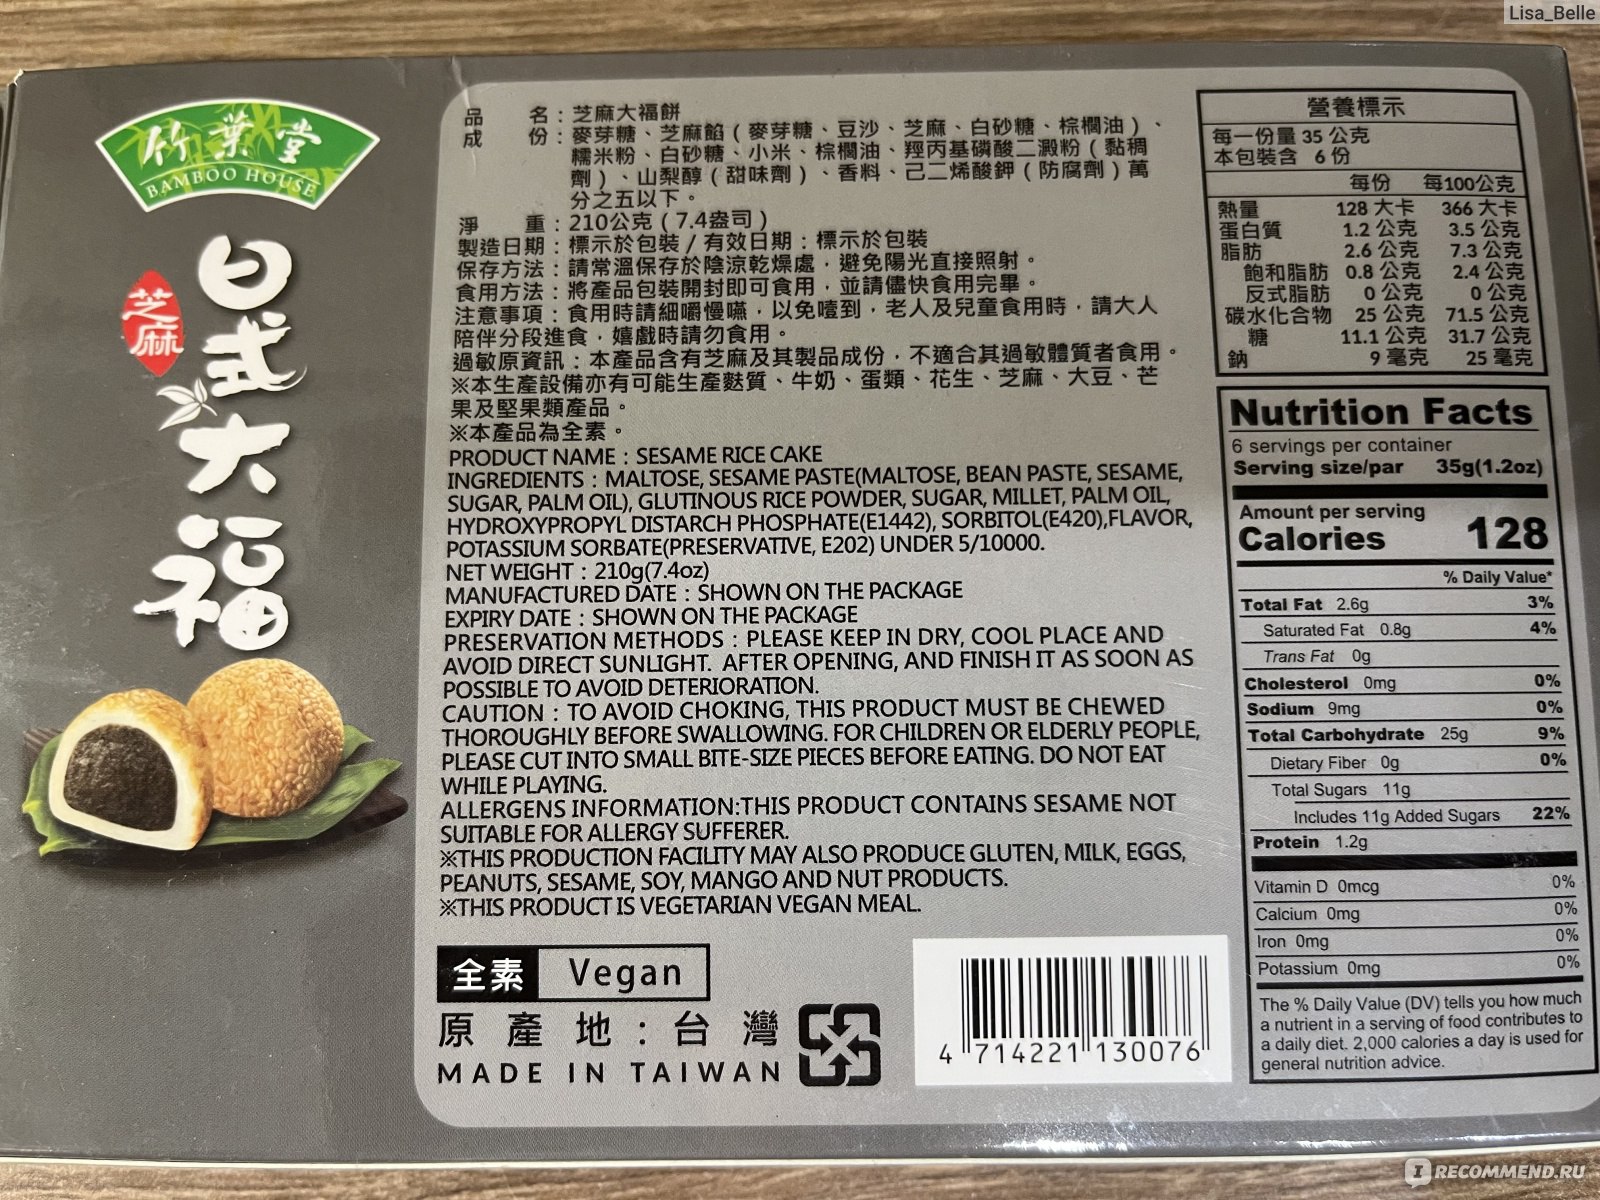 Lisa_Belle
竹葉堂
BAMBOO HOUSE
芝麻
日式大福
品名：芝麻大福餅
成份：麥芽糖、芝麻餡（麥芽糖、豆沙、芝麻、白砂糖、棕櫚油）、
糯米粉、白砂糖、小米、棕櫚油、羥丙基磷酸二澱粉（黏稠
劑）、山梨醇（甜味劑）、香料、己二烯酸鉀（防腐劑）萬
分之五以下。
淨重：210公克（7.4盎司）
製造日期：標示於包裝 / 有效日期：標示於包裝
保存方法：請常溫保存於陰涼乾燥處，避免陽光直接照射。
食用方法：將產品包裝開封即可食用，並請儘快食用完畢。
注意事項：食用時請細嚼慢嚥，以免噎到，老人及兒童食用時，請大人
陪伴分段進食，嬉戲時請勿食用。
過敏原資訊：本產品含有芝麻及其製品成份，不適合其過敏體質者食用。
※本生產設備亦有可能生產麩質、牛奶、蛋類、花生、芝麻、大豆、芒
果及堅果類產品。
※本產品為全素。
PRODUCT NAME：SESAME RICE CAKE
INGREDIENTS：MALTOSE, SESAME PASTE(MALTOSE, BEAN PASTE, SESAME,
SUGAR, PALM OIL), GLUTINOUS RICE POWDER, SUGAR, MILLET, PALM OIL,
HYDROXYPROPYL DISTARCH PHOSPHATE(E1442), SORBITOL(E420),FLAVOR,
POTASSIUM SORBATE(PRESERVATIVE, E202) UNDER 5/10000.
NET WEIGHT：210g(7.4oz)
MANUFACTURED DATE：SHOWN ON THE PACKAGE
EXPIRY DATE：SHOWN ON THE PACKAGE
PRESERVATION METHODS：PLEASE KEEP IN DRY, COOL PLACE AND
AVOID DIRECT SUNLIGHT. AFTER OPENING, AND FINISH IT AS SOON AS
POSSIBLE TO AVOID DETERIORATION.
CAUTION：TO AVOID CHOKING, THIS PRODUCT MUST BE CHEWED
THOROUGHLY BEFORE SWALLOWING. FOR CHILDREN OR ELDERLY PEOPLE,
PLEASE CUT INTO SMALL BITE-SIZE PIECES BEFORE EATING. DO NOT EAT
WHILE PLAYING.
ALLERGENS INFORMATION:THIS PRODUCT CONTAINS SESAME NOT
SUITABLE FOR ALLERGY SUFFERER.
※THIS PRODUCTION FACILITY MAY ALSO PRODUCE GLUTEN, MILK, EGGS,
PEANUTS, SESAME, SOY, MANGO AND NUT PRODUCTS.
※THIS PRODUCT IS VEGETARIAN VEGAN MEAL.
全素 Vegan
原產地：台灣
MADE IN TAIWAN
4 714221 130076
營養標示
每一份量 35 公克
本包裝含 6份
每份 每100公克
熱量 128 大卡 366 大卡
蛋白質 1.2 公克 3.5 公克
脂肪 2.6 公克 7.3 公克
飽和脂肪 0.8 公克 2.4 公克
反式脂肪 0 公克 0 公克
碳水化合物 25 公克 71.5 公克
糖 11.1 公克 31.7 公克
鈉 9 毫克 25 毫克
Nutrition Facts
6 servings per container
Serving size/par 35g(1.2oz)
Amount per serving
Calories 128
% Daily Value*
Total Fat 2.6g 3%
Saturated Fat 0.8g 4%
Trans Fat 0g
Cholesterol 0mg 0%
Sodium 9mg 0%
Total Carbohydrate 25g 9%
Dietary Fiber 0g 0%
Total Sugars 11g
Includes 11g Added Sugars 22%
Protein 1.2g
Vitamin D 0mcg 0%
Calcium 0mg 0%
Iron 0mg 0%
Potassium 0mg 0%
The % Daily Value (DV) tells you how much
a nutrient in a serving of food contributes to
a daily diet. 2,000 calories a day is used for
general nutrition advice.
RECOMMEND.RU